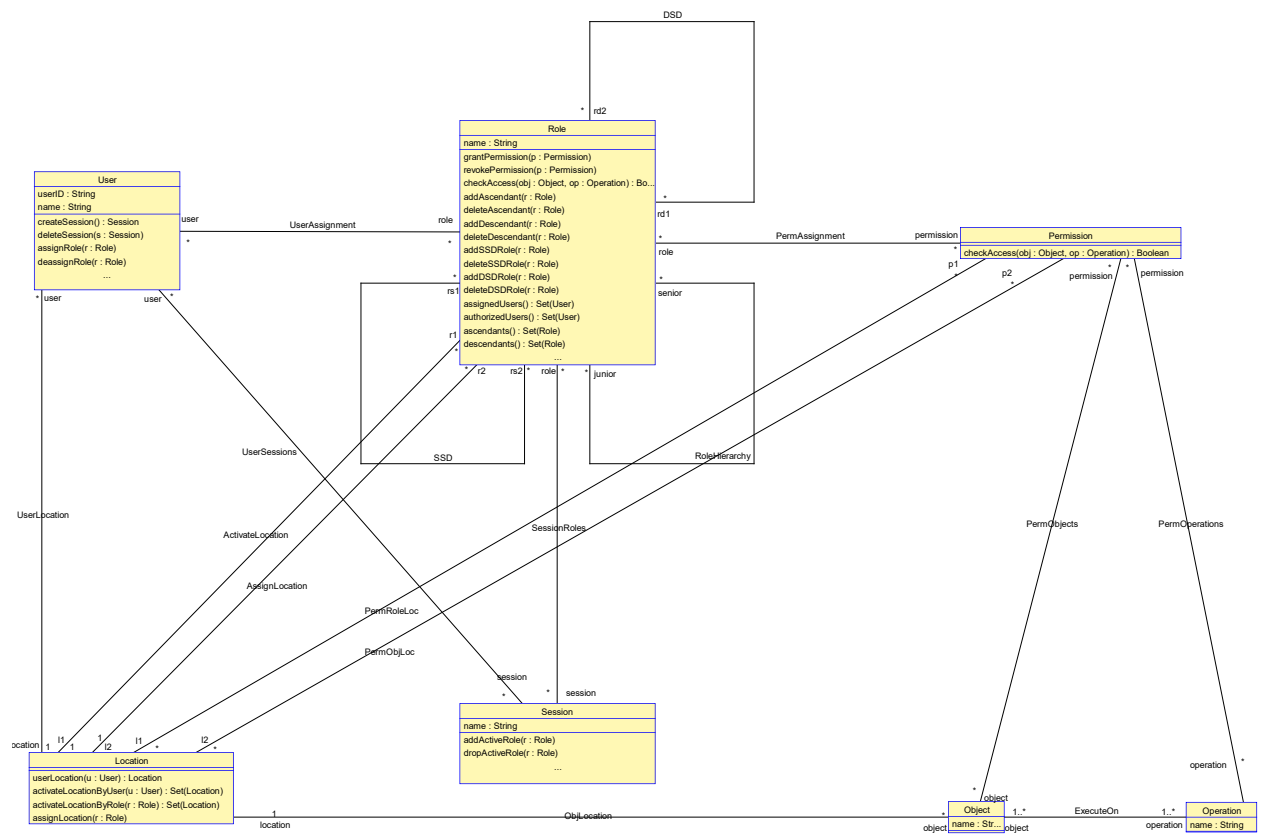 DSD
* rd2
Role
name : String
grantPermission(p : Permission)
revokePermission(p : Permission)
checkAccess(obj : Object, op : Operation) : Bo...
addAscendant(r : Role)
deleteAscendant(r : Role)
addDescendant(r : Role)
deleteDescendant(r : Role)
addSSDRole(r : Role)
deleteSSDRole(r : Role)
addDSDRole(r : Role)
deleteDSDRole(r : Role)
assignedUsers() : Set(User)
authorizedUsers() : Set(User)
ascendants() : Set(Role)
descendants() : Set(Role)
...
User
userID : String
name : String
createSession() : Session
deleteSession(s : Session)
assignRole(r : Role)
deassignRole(r : Role)
...
user
*
UserAssignment
role
*
*
rd1
*
role
PermAssignment
permission
*
Permission
checkAccess(obj : Object, op : Operation) : Boolean
*
rs1
*
senior
p1
*
p2
*
*
permission
*
permission
* user
user *
r1
*
* r2
rs2 *
role *
* junior
UserSessions
SSD
RoleHierarchy
UserLocation
ActivateLocation
SessionRoles
PermObjects
PermOperations
AssignLocation
PermRoleLoc
PermObjLoc
session
*
* session
Session
name : String
addActiveRole(r : Role)
dropActiveRole(r : Role)
...
ocation 1
l1
1
1
l2
l1
*
l2
*
Location
userLocation(u : User) : Location
activateLocationByUser(u : User) : Set(Location)
activateLocationByRole(r : Role) : Set(Location)
assignLocation(r : Role)
1
location
ObjLocation
*
object
*
object
Object
name : Str...
1..*
object
ExecuteOn
1..*
operation
operation
*
Operation
name : String